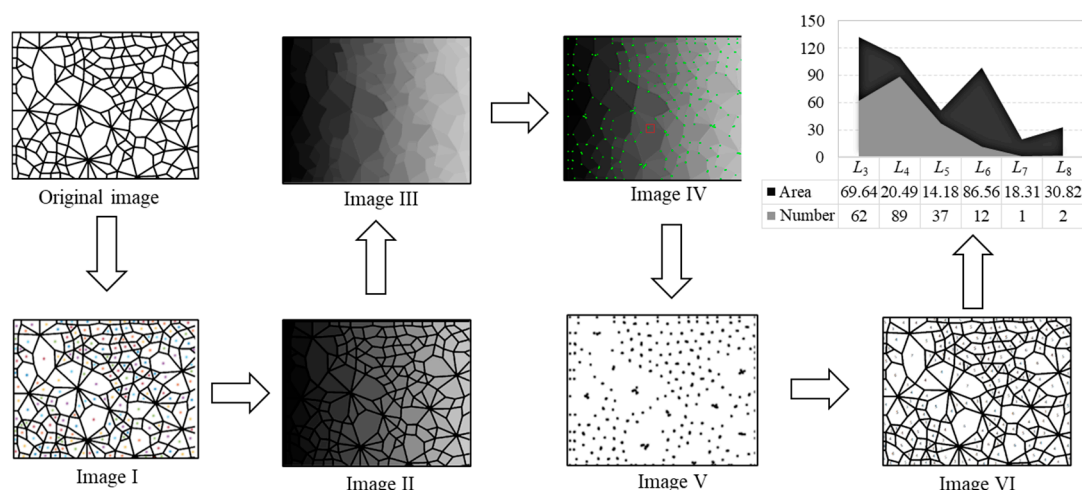 Original image
Image III
Image IV
150
120
90
60
30
0
L3 L4 L5 L6 L7 L8
Area 69.64 20.49 14.18 86.56 18.31 30.82
Number 62 89 37 12 1 2
Image I
Image II
Image V
Image VI